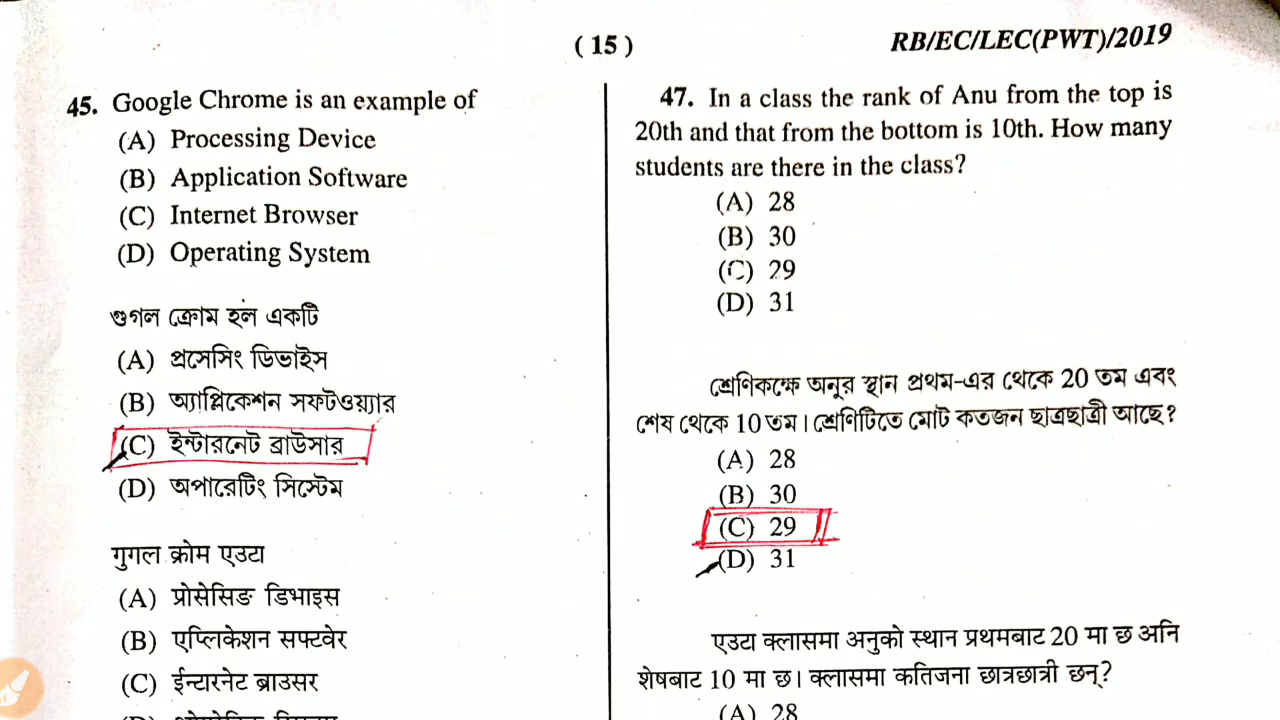 ( 15 )
RB/EC/LEC(PWT)/2019
45. Google Chrome is an example of
(A) Processing Device
(B) Application Software
(C) Internet Browser
(D) Operating System
গুগল ক্রোম হল একটি
(A) প্রসেসিং ডিভাইস
(B) অ্যাপ্লিকেশন সফটওয়্যার
(C) ইন্টারনেট ব্রাউসার
(D) অপারেটিং সিস্টেম
गुगल क्रोम एउटा
(A) प्रोसेसिङ डिभाइस
(B) एप्लिकेशन सफ्टवेर
(C) ईन्टारनेट ब्राउसर
47. In a class the rank of Anu from the top is
20th and that from the bottom is 10th. How many
students are there in the class?
(A) 28
(B) 30
(C) 29
(D) 31
শ্রেণিকক্ষে অনুর স্থান প্রথম-এর থেকে 20 তম এবং
শেষ থেকে 10 তম। শ্রেণিটিতে মোট কতজন ছাত্রছাত্রী আছে?
(A) 28
(B) 30
(C) 29
(D) 31
एउटा क्लासमा अनुको स्थान प्रथमबाट 20 मा छ अनि
शेषबाट 10 मा छ। क्लासमा कतिजना छात्रछात्री छन्?
(A) 28